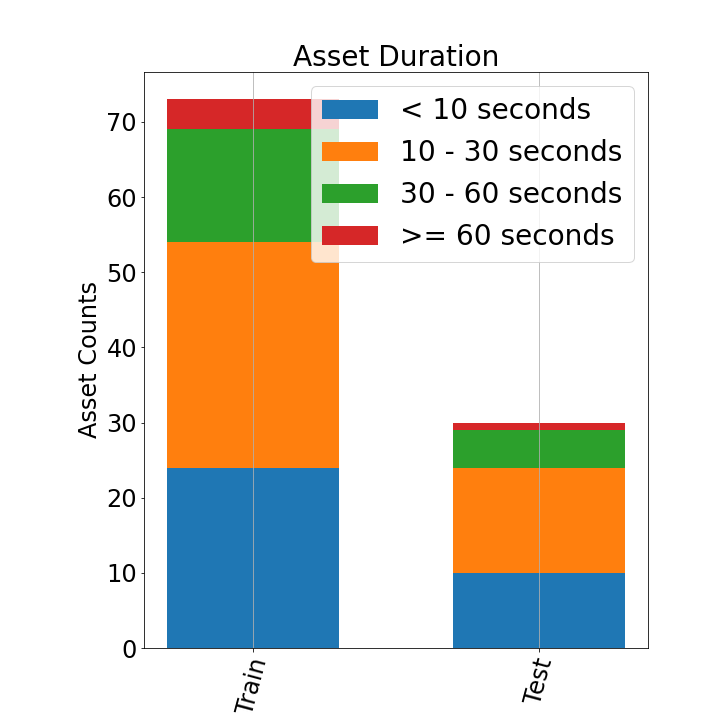 Asset Duration
< 10 seconds
10 - 30 seconds
30 - 60 seconds
>= 60 seconds
70
60
50
40
30
20
10
0
Asset Counts
Train
Test